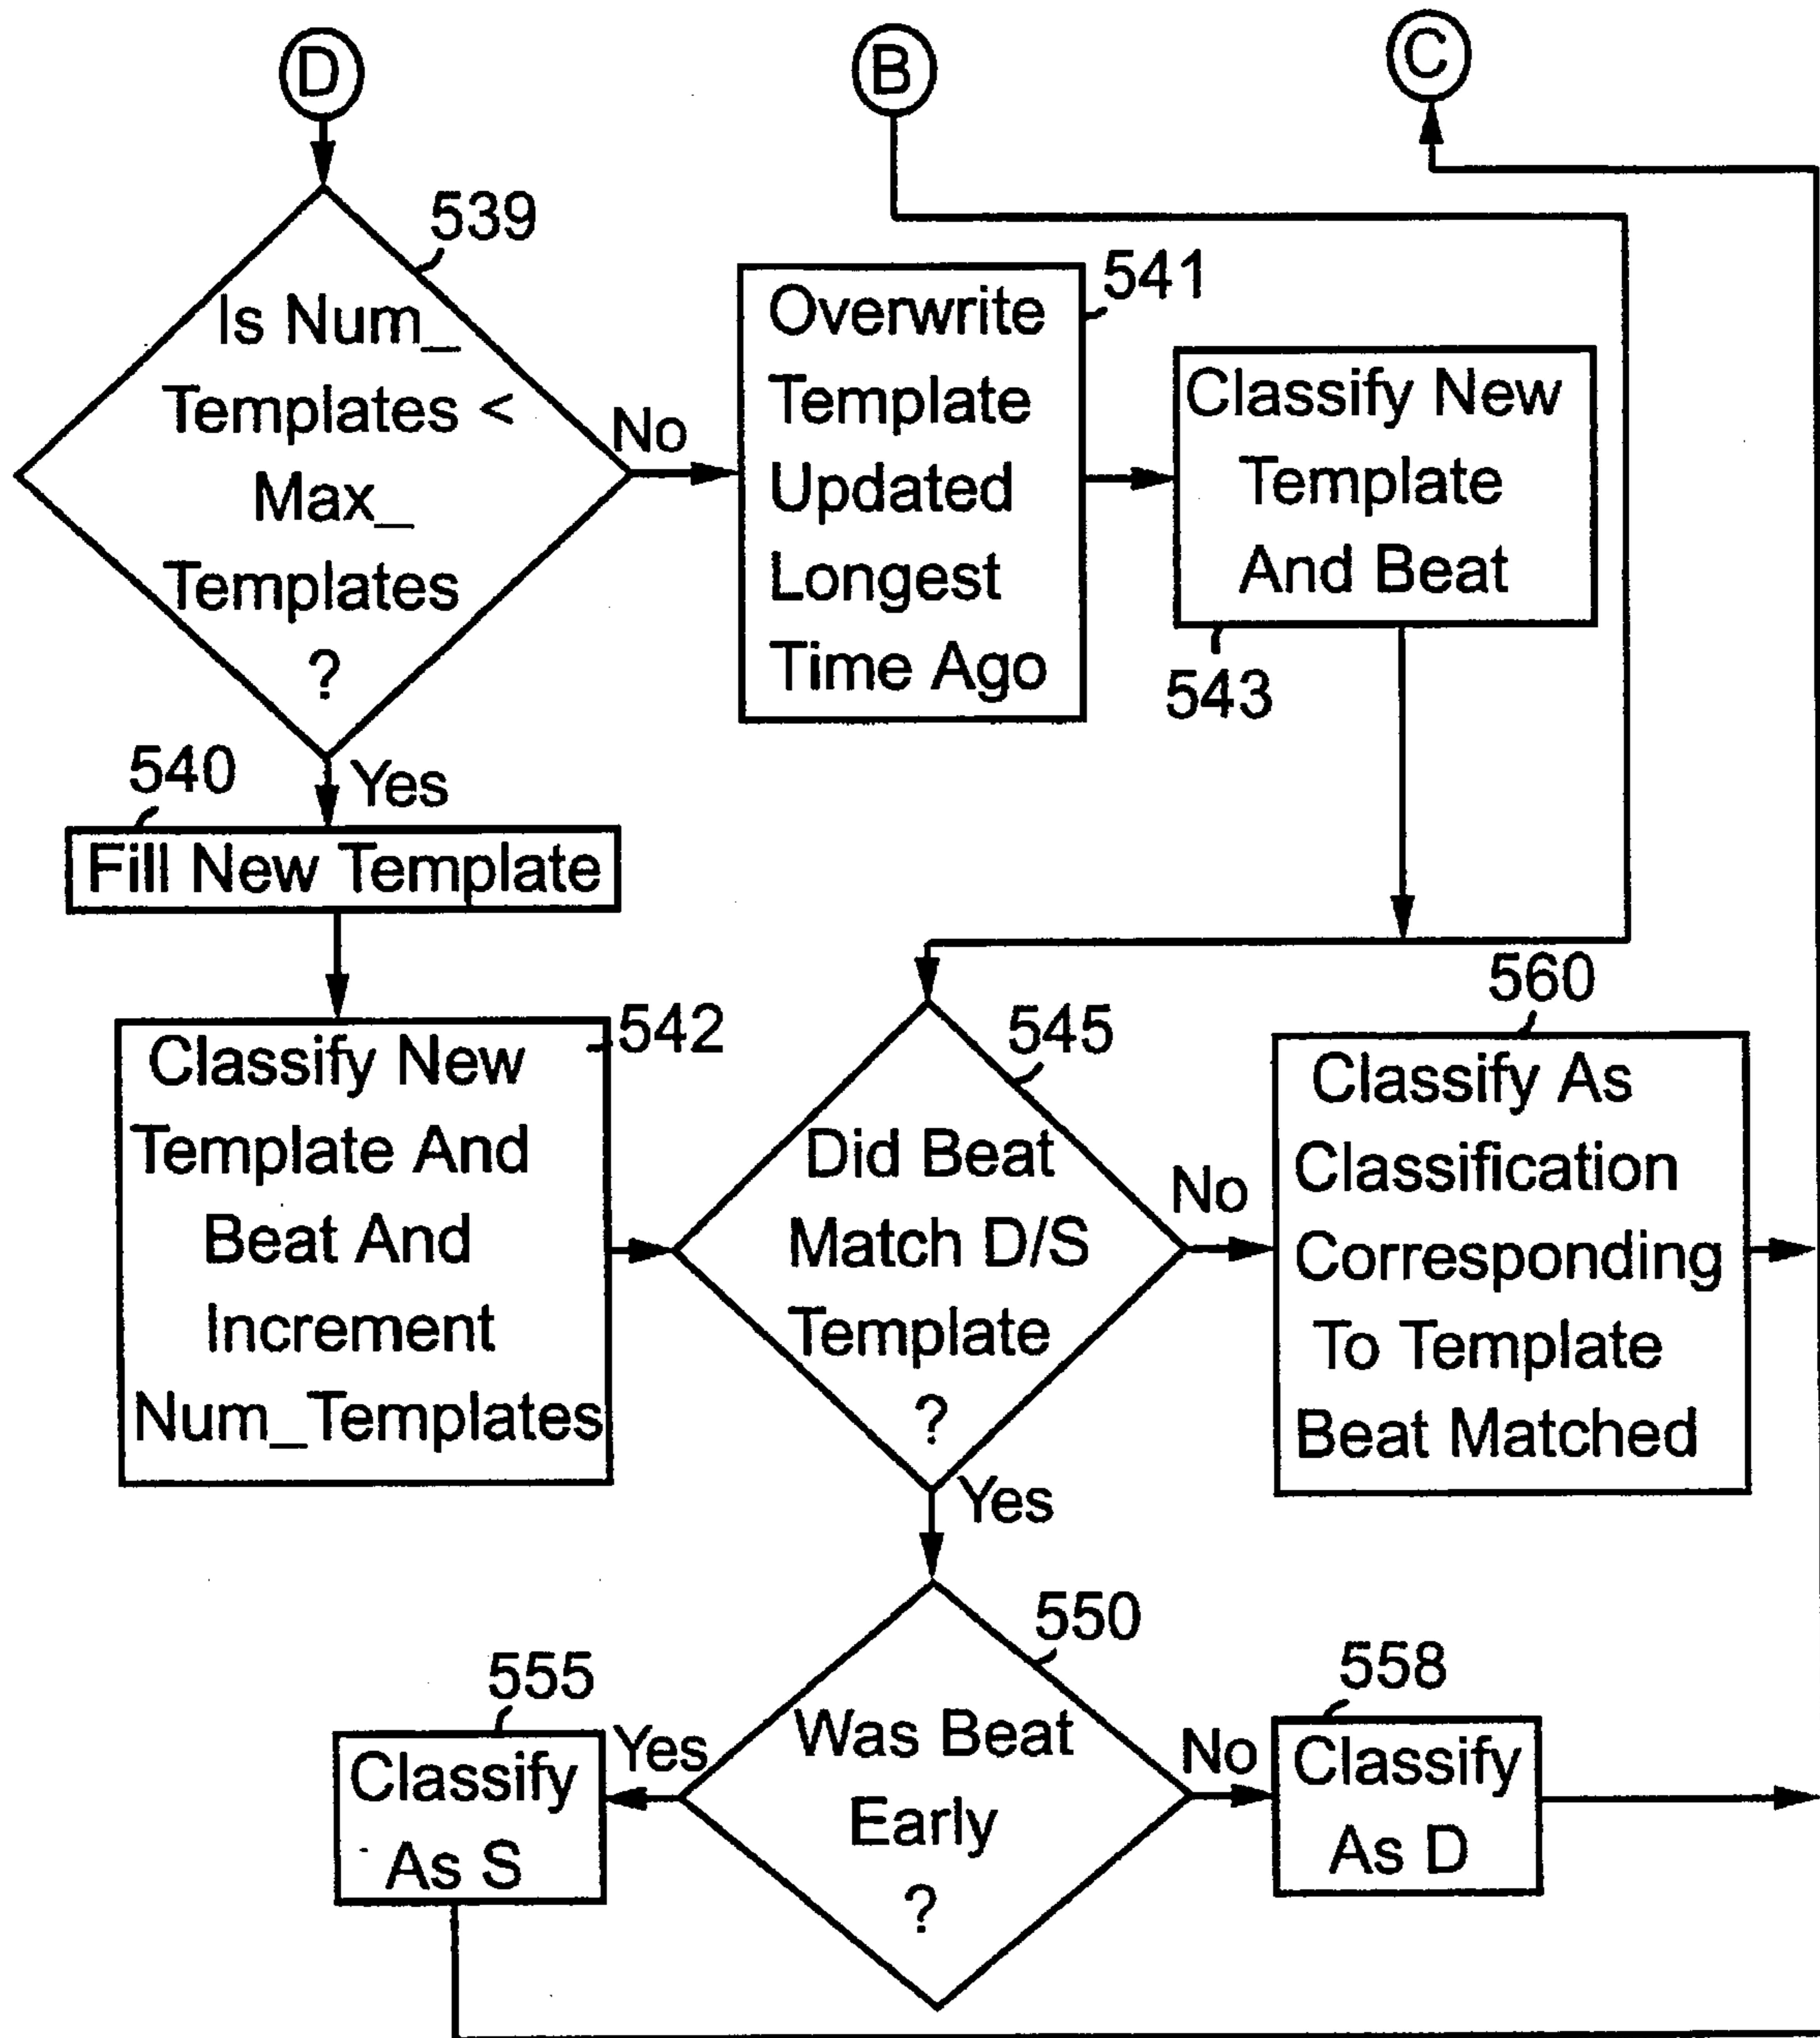 D
B
C
539
Is Num_
Templates <
Max_
Templates
?
No
Yes
541
Overwrite
Template
Updated
Longest
Time Ago
Classify New
Template
And Beat
543
540
Fill New Template
542
Classify New
Template And
Beat And
Increment
Num_Templates
545
Did Beat
Match D/S
Template
?
No
Yes
560
Classify As
Classification
Corresponding
To Template
Beat Matched
550
Was Beat
Early
?
Yes
No
555
Classify
As S
558
Classify
As D